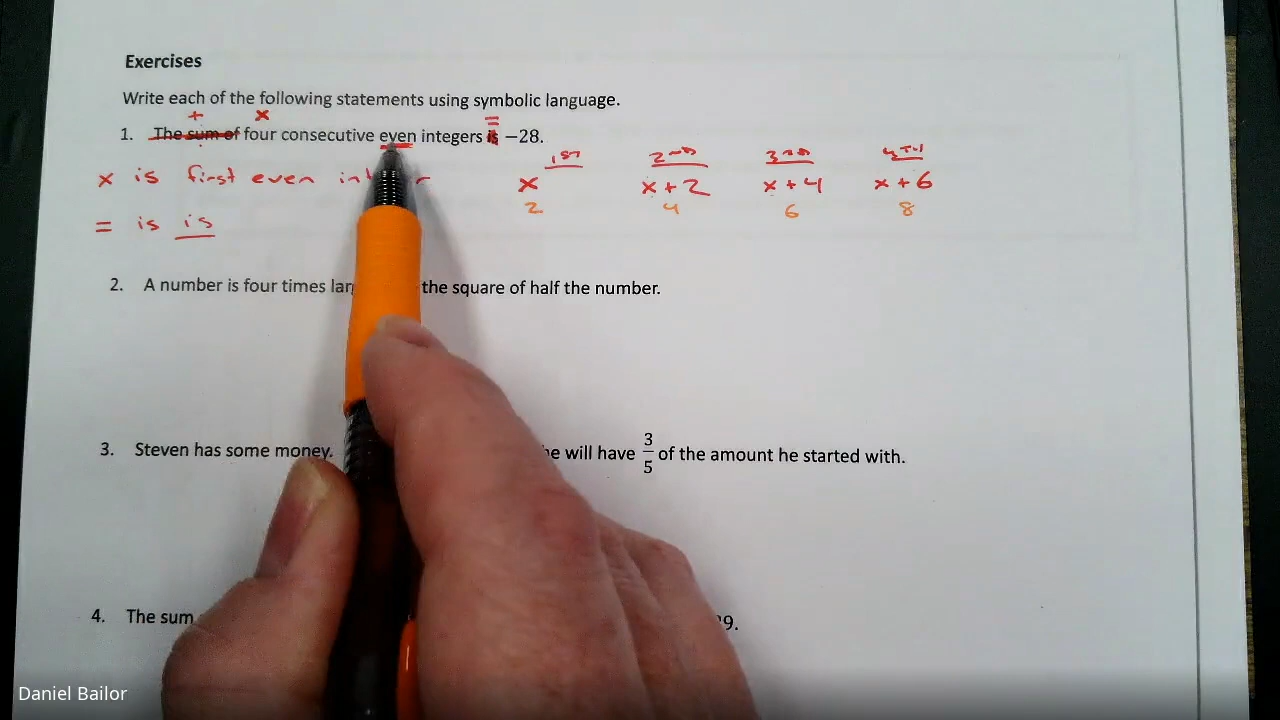 Exercises
Write each of the following statements using symbolic language.
+ x =
1. The sum of four consecutive even integers is −28.
1st 2nd 3rd 4th
x is first even x x + 2 x + 4 x + 6
2 4 6 8
= is is
2. A number is four times the square of half the number.
3. Steven has some money. he will have 3/5 of the amount he started with.
4. The sum 9.
Daniel Bailor